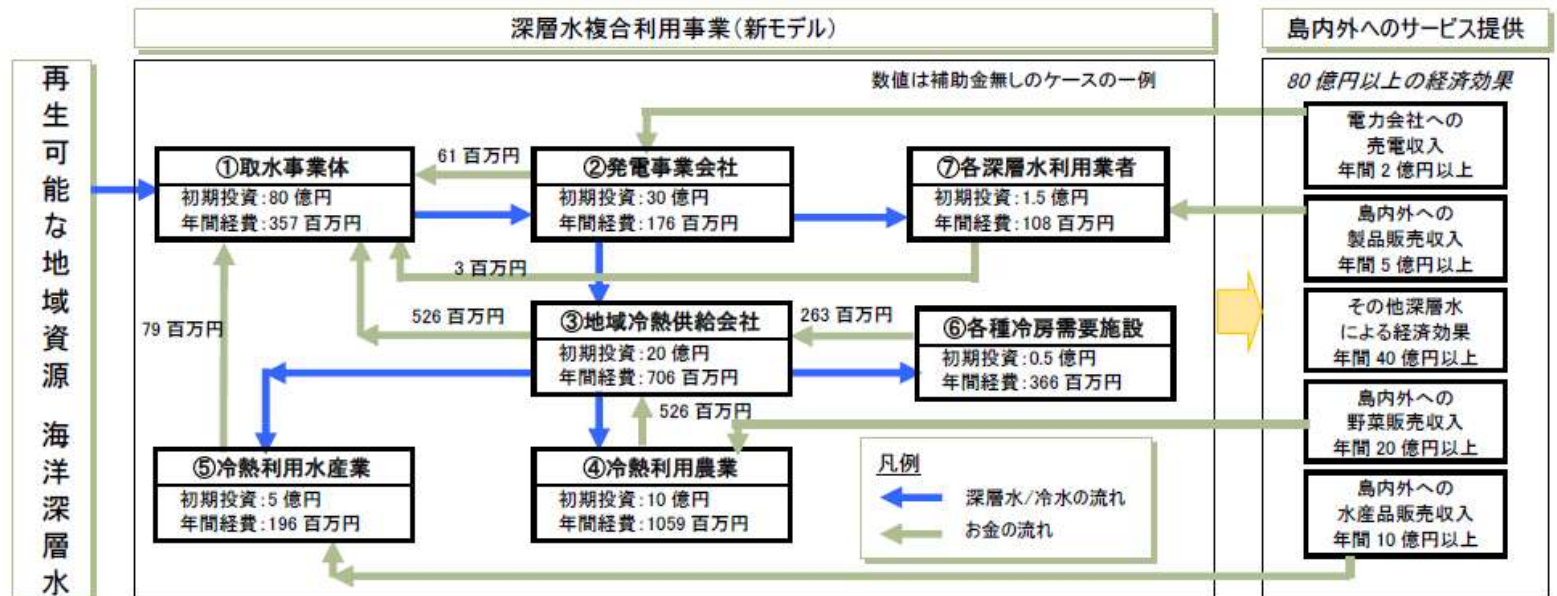 深層水複合利用事業(新モデル)
島内外へのサービス提供
再生可能な地域資源 海洋深層水
数値は補助金無しのケースの一例
80 億円以上の経済効果
①取水事業体
初期投資:80 億円
年間経費:357 百万円
61 百万円
②発電事業会社
初期投資:30 億円
年間経費:176 百万円
⑦各深層水利用業者
初期投資:1.5 億円
年間経費:108 百万円
電力会社への
売電収入
年間 2 億円以上
島内外への
製品販売収入
年間 5 億円以上
3 百万円
79 百万円
526 百万円
③地域冷熱供給会社
初期投資:20 億円
年間経費:706 百万円
263 百万円
⑥各種冷房需要施設
初期投資:0.5 億円
年間経費:366 百万円
その他深層水
による経済効果
年間 40 億円以上
526 百万円
島内外への
野菜販売収入
年間 20 億円以上
⑤冷熱利用水産業
初期投資:5 億円
年間経費:196 百万円
④冷熱利用農業
初期投資:10 億円
年間経費:1059 百万円
凡例
深層水/冷水の流れ
お金の流れ
島内外への
水産品販売収入
年間 10 億円以上